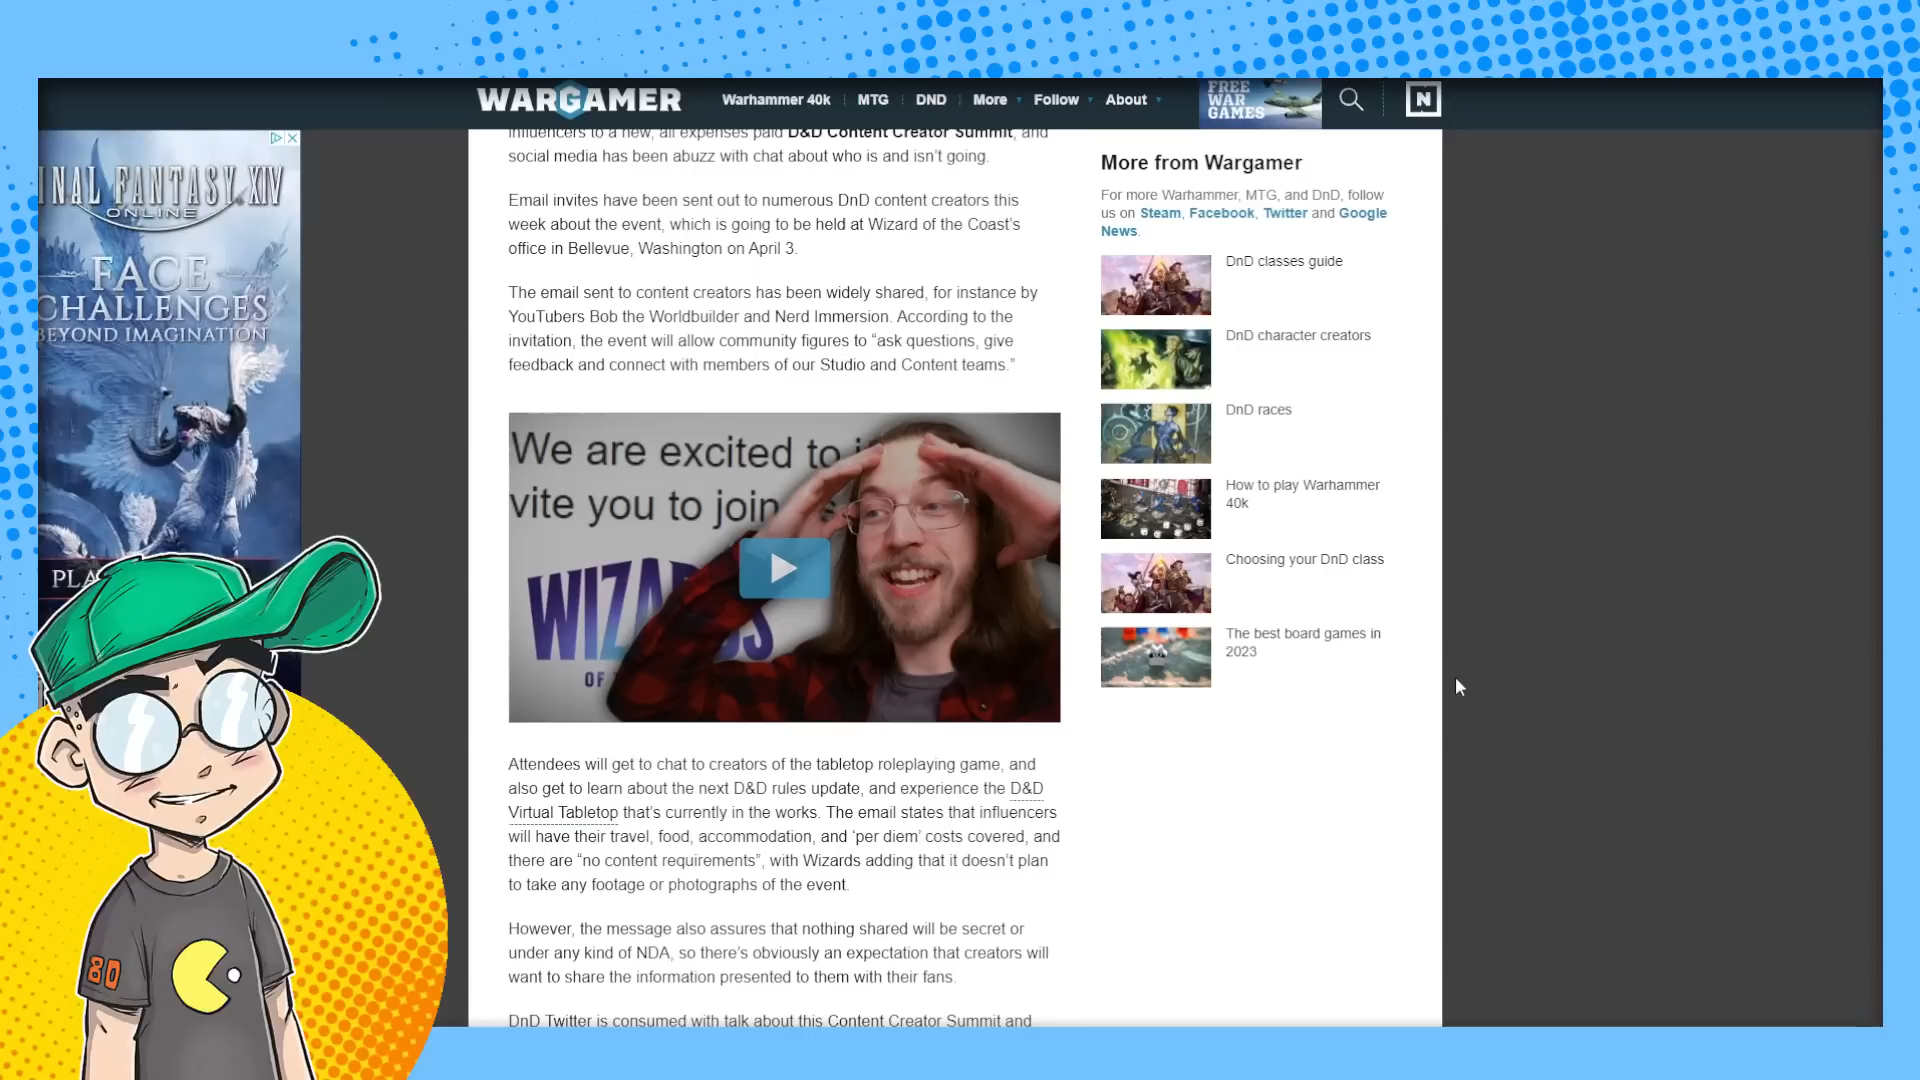 WARGAMER
Warhammer 40k
MTG
DND
More
Follow
About
FREE
WAR
GAMES
N
INAL FANTASY XIV
ONLINE
FACE
CHALLENGES
BEYOND IMAGINATION
PLA
influencers to a new, all expenses paid D&D Content Creator Summit, and
social media has been abuzz with chat about who is and isn't going.
Email invites have been sent out to numerous DnD content creators this
week about the event, which is going to be held at Wizard of the Coast's
office in Bellevue, Washington on April 3.
The email sent to content creators has been widely shared, for instance by
YouTubers Bob the Worldbuilder and Nerd Immersion. According to the
invitation, the event will allow community figures to “ask questions, give
feedback and connect with members of our Studio and Content teams.”
We are excited to i
vite you to join
WIZARDS
OF
Attendees will get to chat to creators of the tabletop roleplaying game, and
also get to learn about the next D&D rules update, and experience the D&D
Virtual Tabletop that's currently in the works. The email states that influencers
will have their travel, food, accommodation, and ‘per diem’ costs covered, and
there are “no content requirements”, with Wizards adding that it doesn't plan
to take any footage or photographs of the event.
However, the message also assures that nothing shared will be secret or
under any kind of NDA, so there's obviously an expectation that creators will
want to share the information presented to them with their fans.
DnD Twitter is consumed with talk about this Content Creator Summit and
More from Wargamer
For more Warhammer, MTG, and DnD, follow
us on Steam, Facebook, Twitter and Google
News.
DnD classes guide
DnD character creators
DnD races
How to play Warhammer
40k
Choosing your DnD class
The best board games in
2023
80